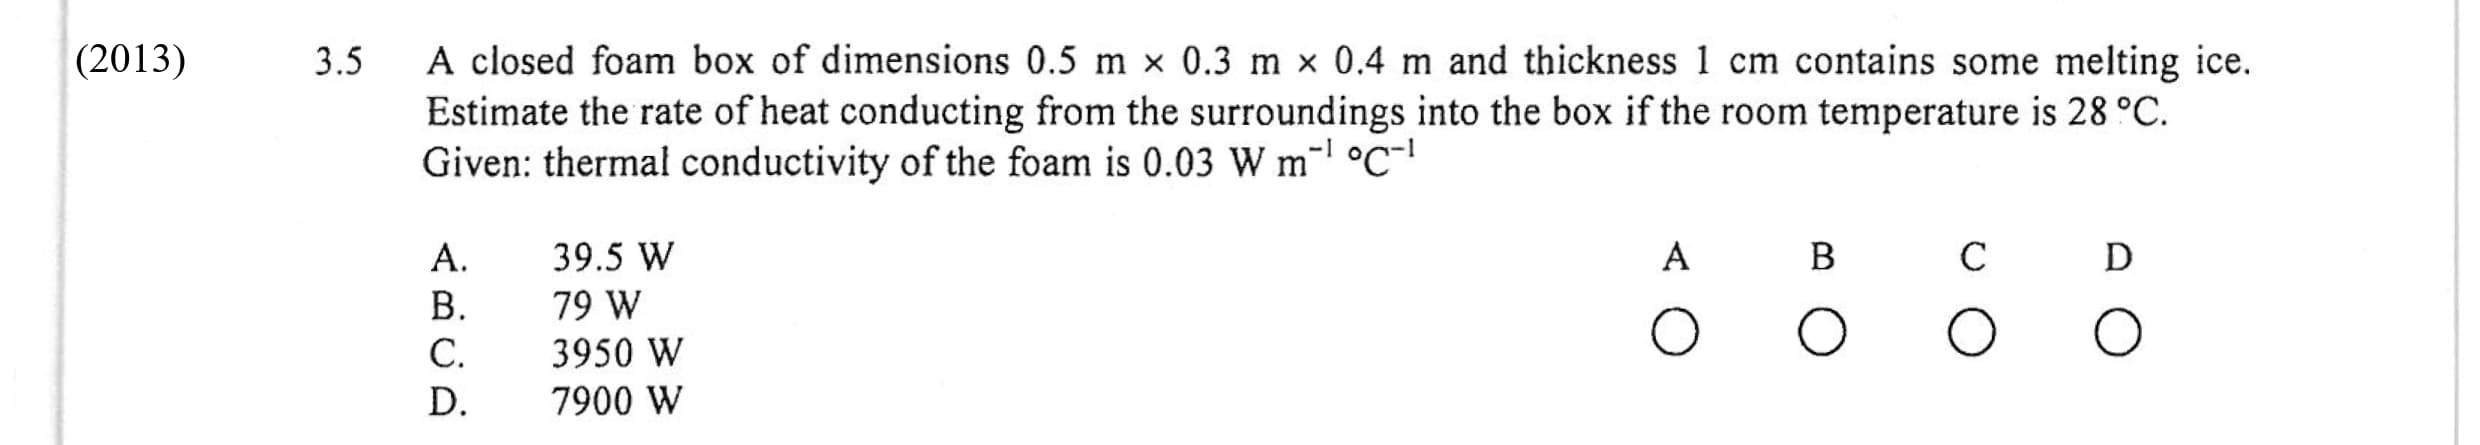 (2013) 3.5 A closed foam box of dimensions 0.5 m × 0.3 m × 0.4 m and thickness 1 cm contains some melting ice.
Estimate the rate of heat conducting from the surroundings into the box if the room temperature is 28 °C.
Given: thermal conductivity of the foam is 0.03 W m⁻¹ °C⁻¹
A. 39.5 W A B C D
B. 79 W
C. 3950 W
D. 7900 W